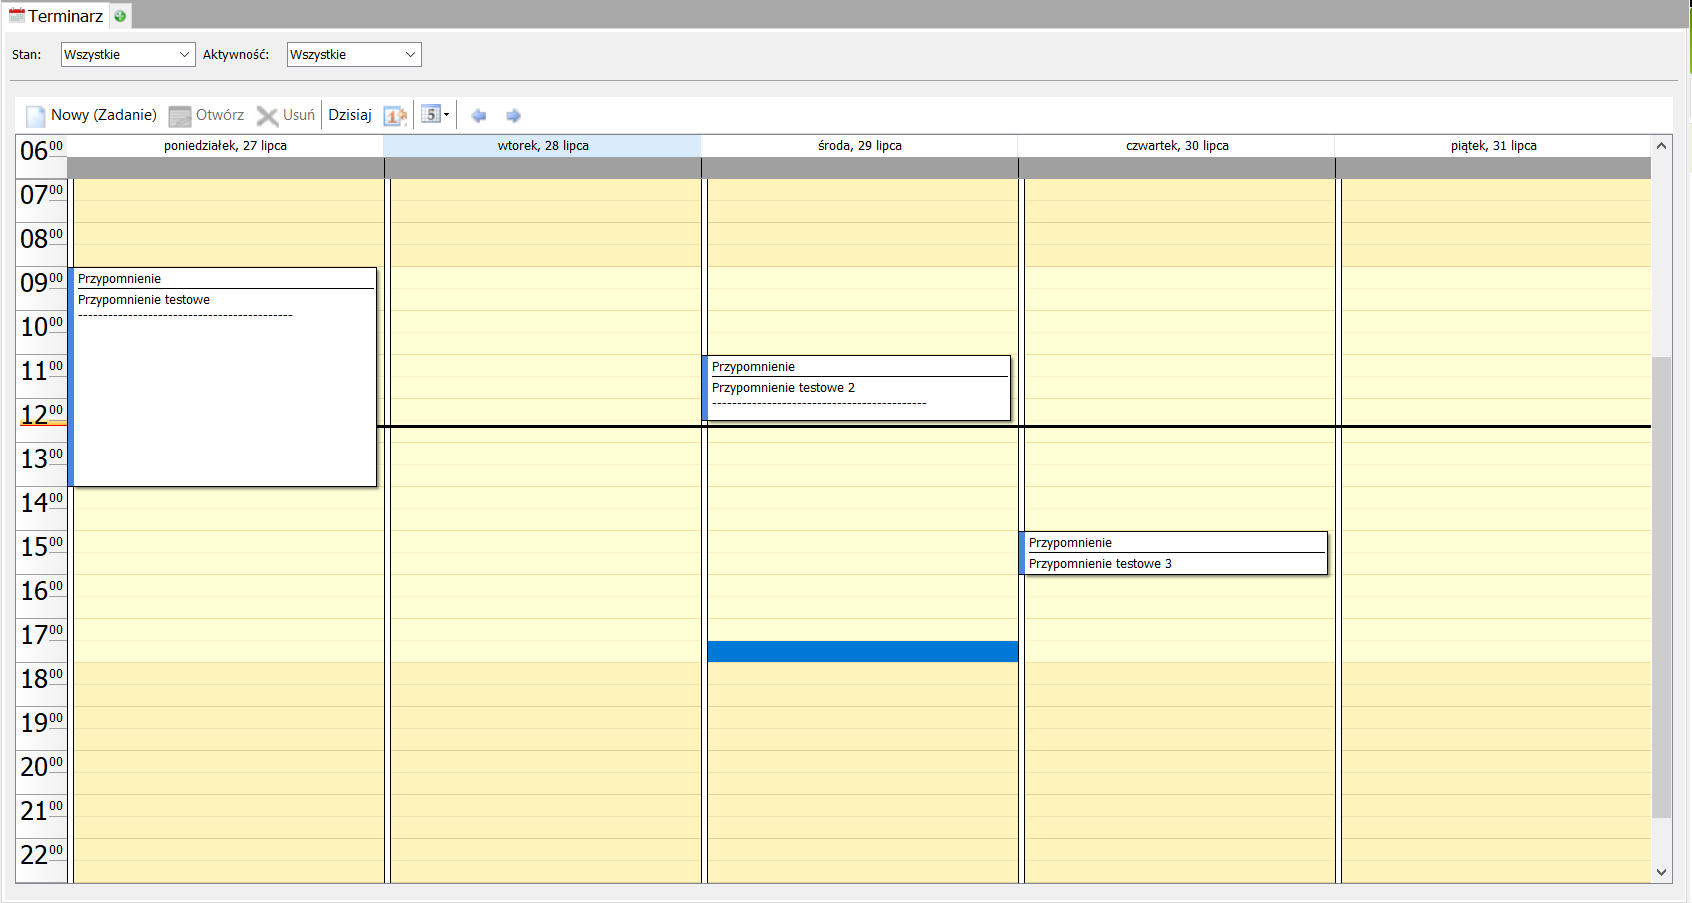 Terminarz
Stan: Wszystkie Aktywność: Wszystkie
Nowy (Zadanie) Otwórz Usuń Dzisiaj 1 5
poniedziałek, 27 lipca wtorek, 28 lipca środa, 29 lipca czwartek, 30 lipca piątek, 31 lipca
06 00
07 00
08 00
09 00
Przypomnienie
Przypomnienie testowe
-------------------------------------------
10 00
11 00
Przypomnienie
Przypomnienie testowe 2
-------------------------------------------
12 00
13 00
14 00
15 00
Przypomnienie
Przypomnienie testowe 3
16 00
17 00
18 00
19 00
20 00
21 00
22 00